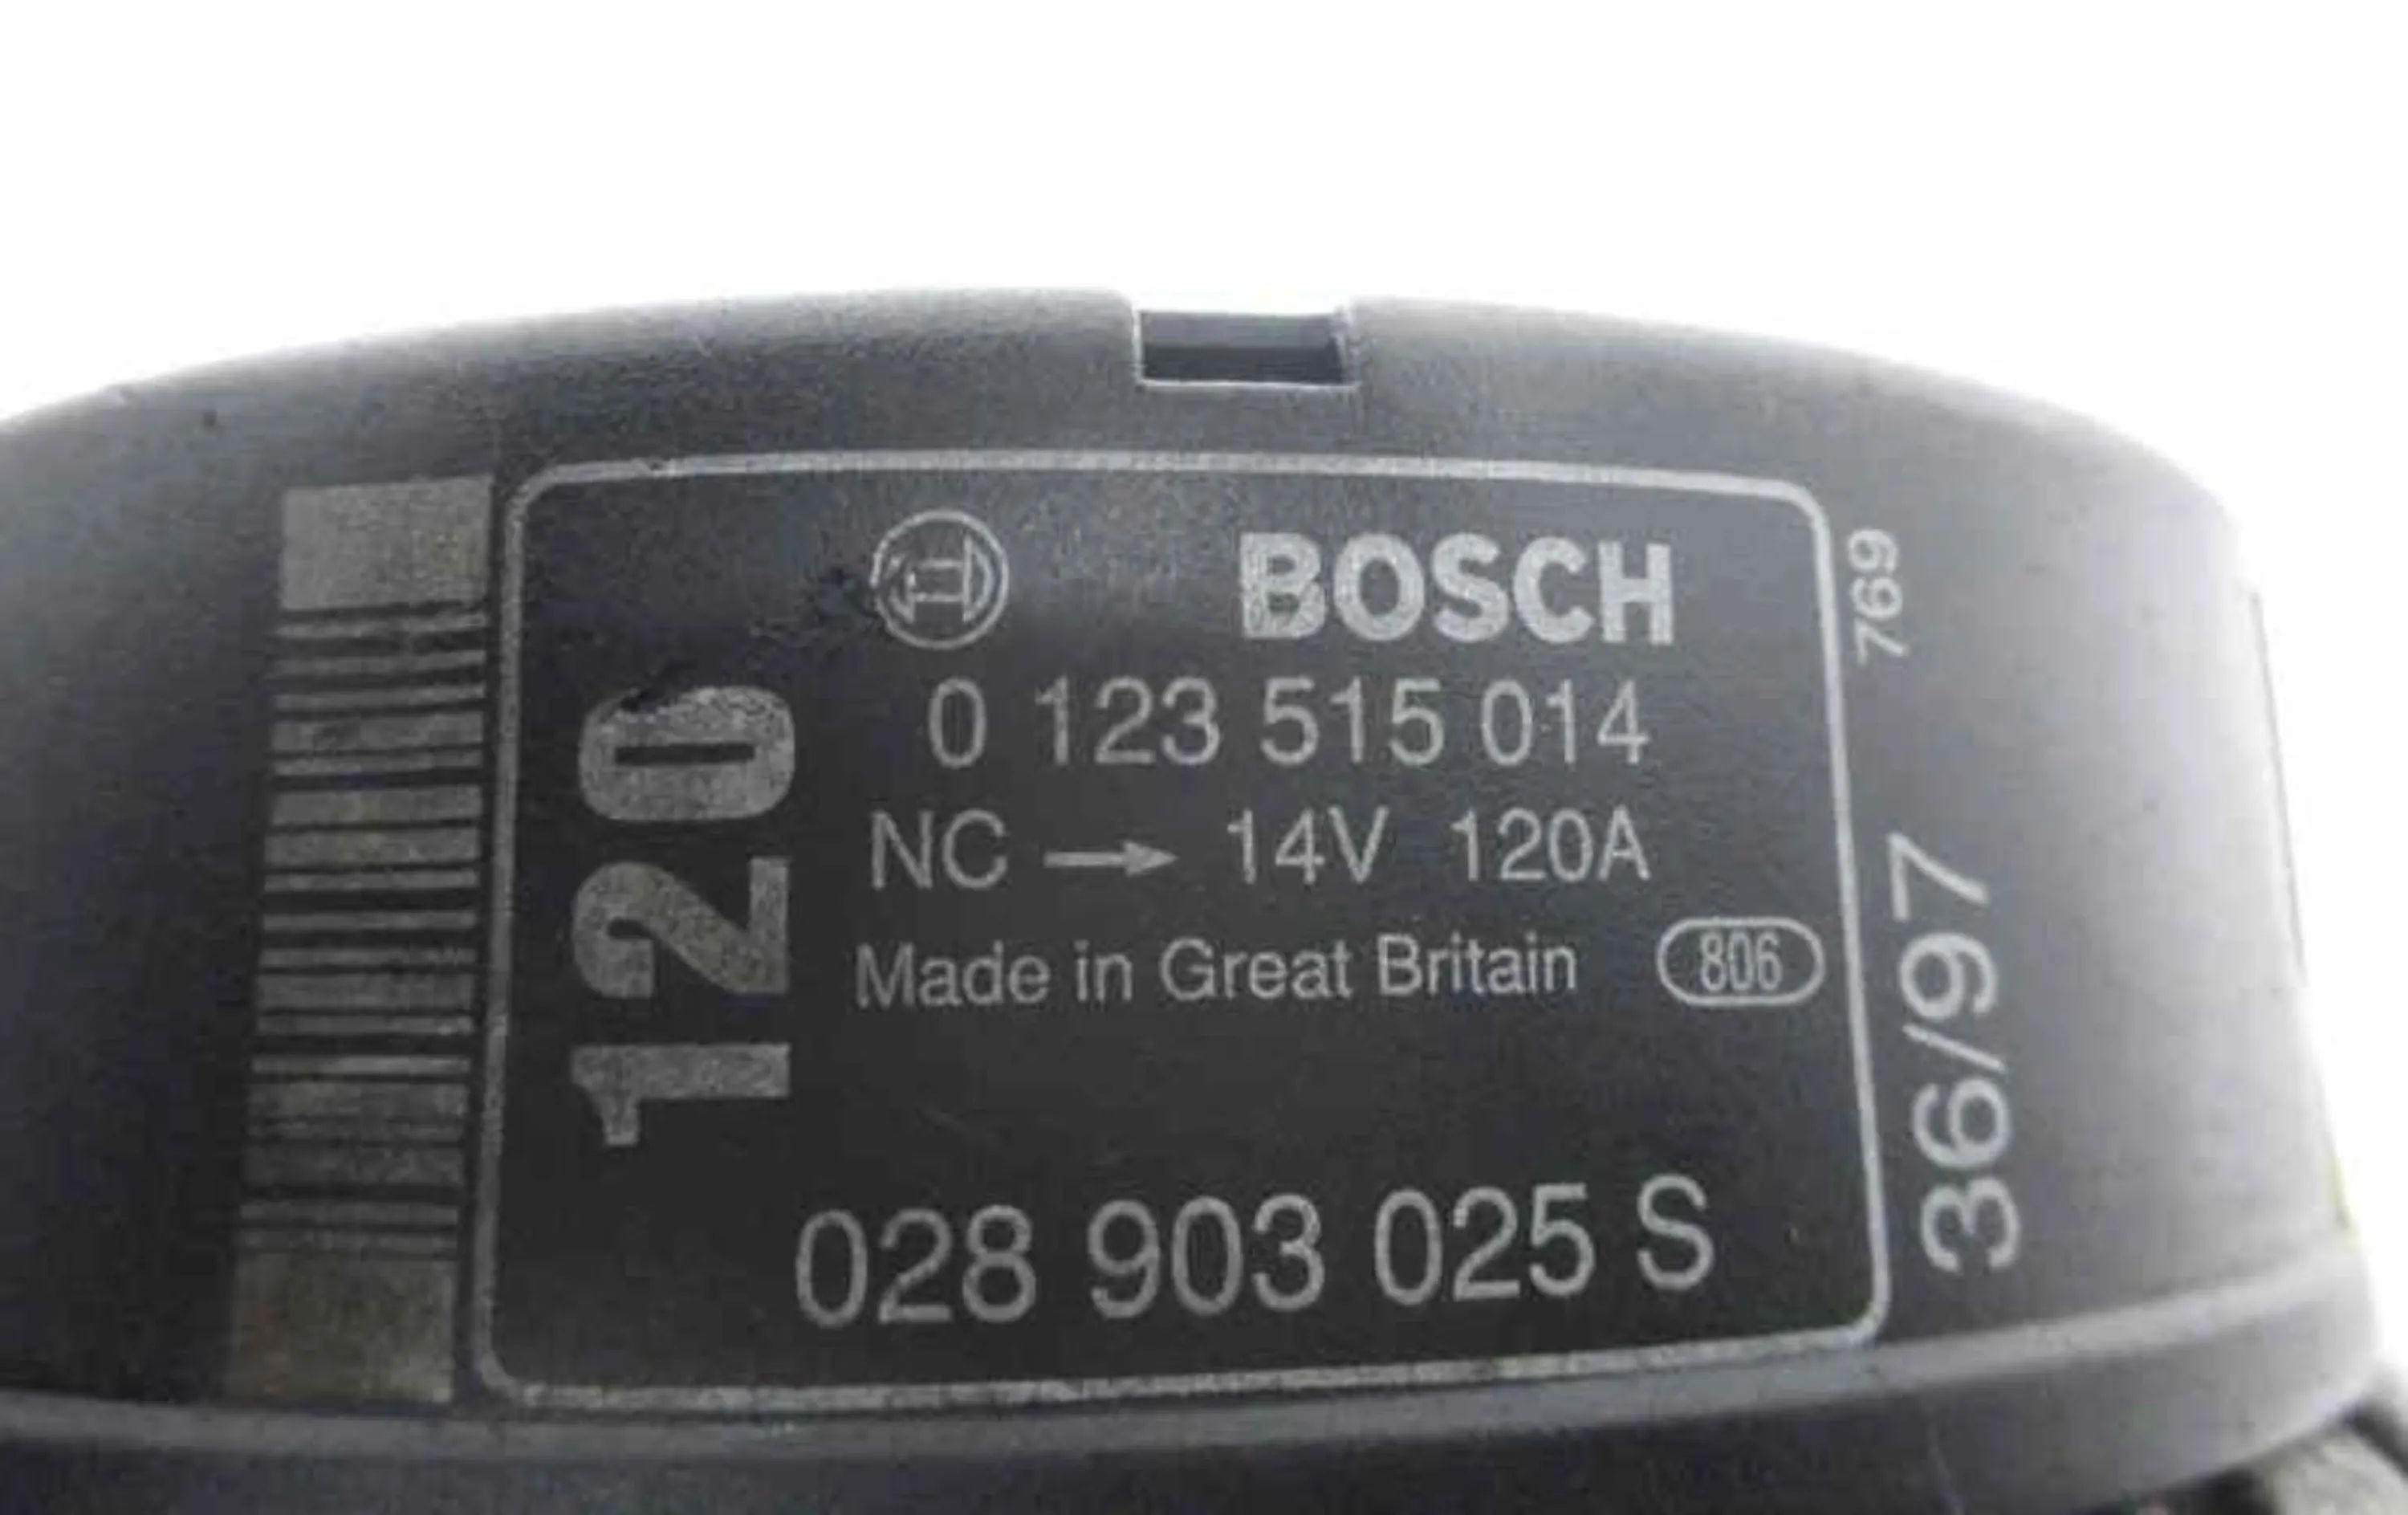 BOSCH
0 123 515 014
NC → 14V 120A
Made in Great Britain 806
028 903 025 S
120
769
36/97